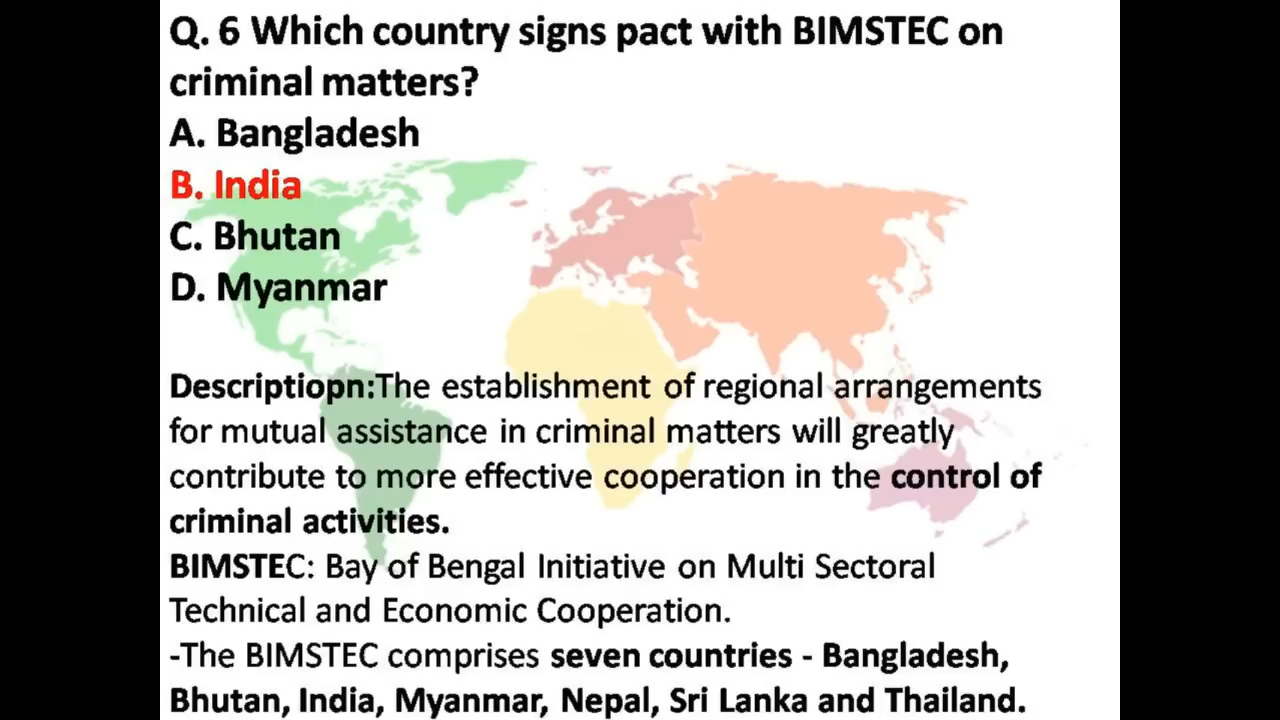 Q. 6 Which country signs pact with BIMSTEC on
criminal matters?
A. Bangladesh
B. India
C. Bhutan
D. Myanmar
Descriptiopn:The establishment of regional arrangements
for mutual assistance in criminal matters will greatly
contribute to more effective cooperation in the control of
criminal activities.
BIMSTEC: Bay of Bengal Initiative on Multi Sectoral
Technical and Economic Cooperation.
-The BIMSTEC comprises seven countries - Bangladesh,
Bhutan, India, Myanmar, Nepal, Sri Lanka and Thailand.